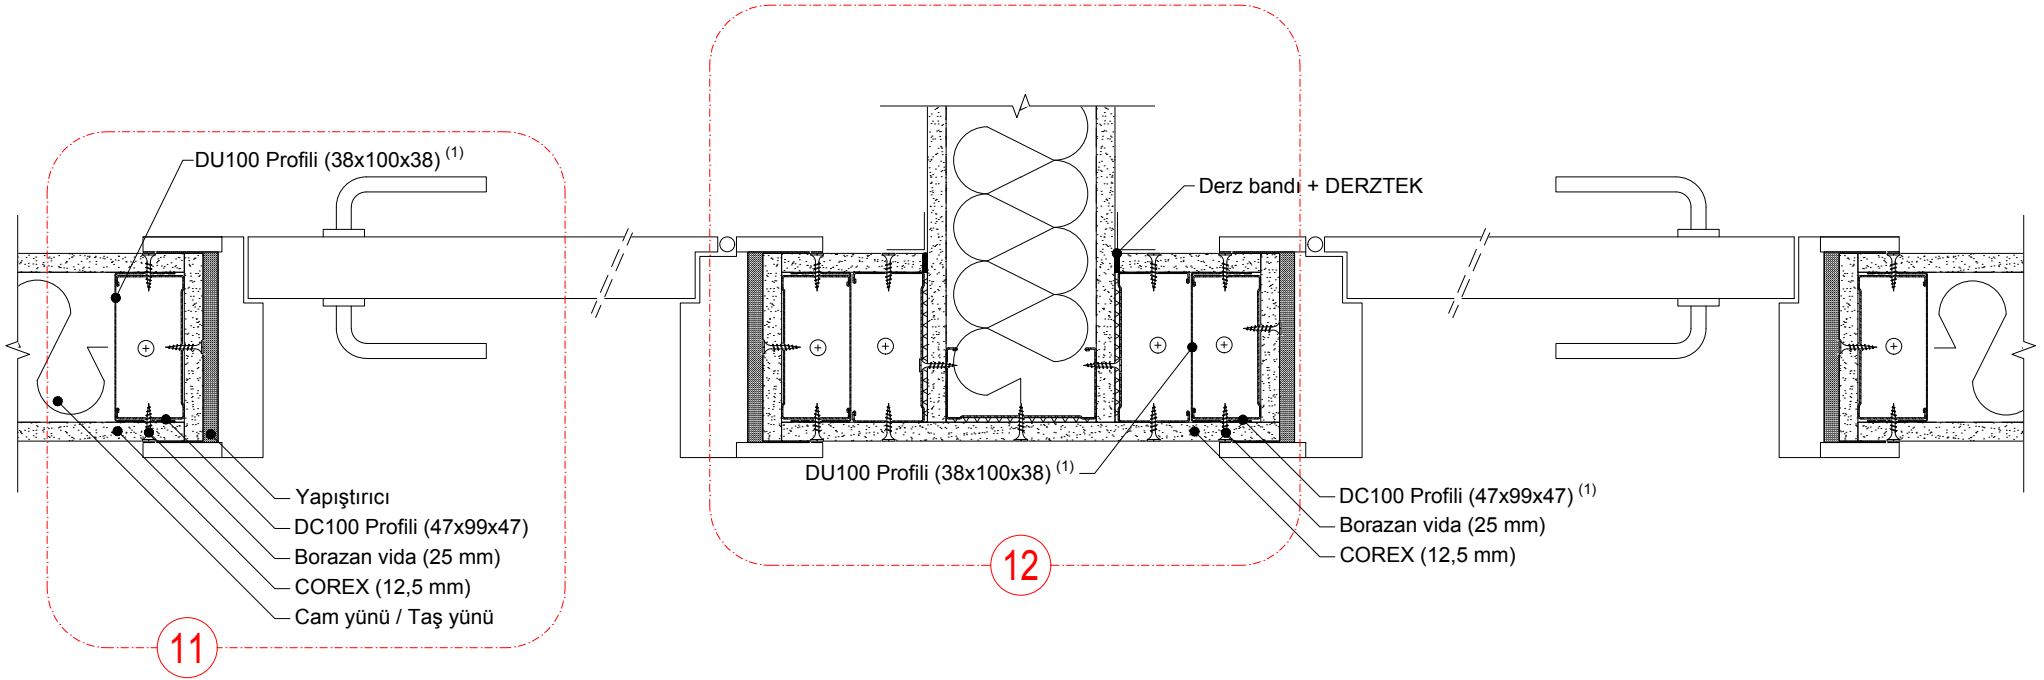 DU100 Profili (38x100x38) (1)
Derz bandı + DERZTEK
DU100 Profili (38x100x38) (1)
Yapıştırıcı
DC100 Profili (47x99x47)
Borazan vida (25 mm)
COREX (12,5 mm)
Cam yünü / Taş yünü
DC100 Profili (47x99x47) (1)
Borazan vida (25 mm)
COREX (12,5 mm)
12
11